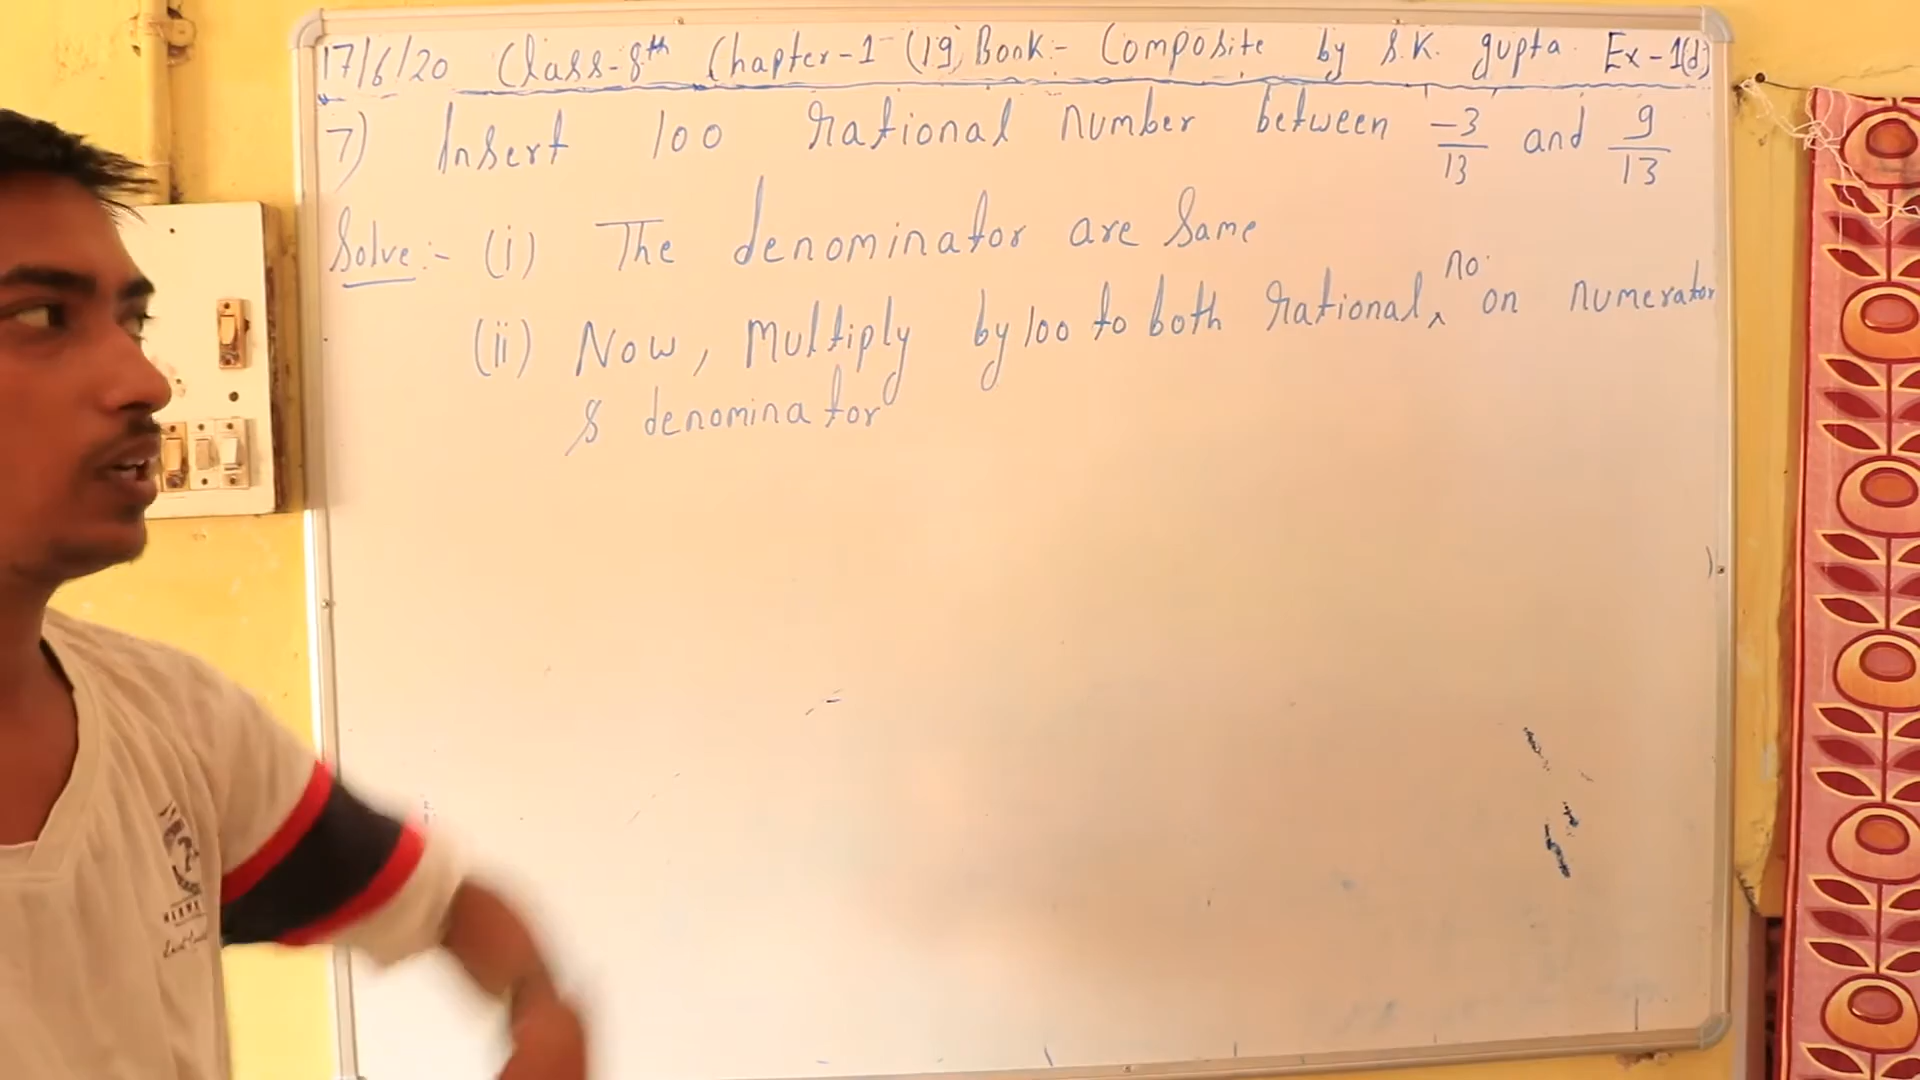 17/6/20 Class-8th Chapter-1 (19) Book:- Composite by S.K. gupta Ex-1(d)
7) Insert 100 rational number between -3/13 and 9/13
Solve:- (i) The denominator are Same
(ii) Now, Multiply by 100 to both rational ^ no. on numerator
& denominator